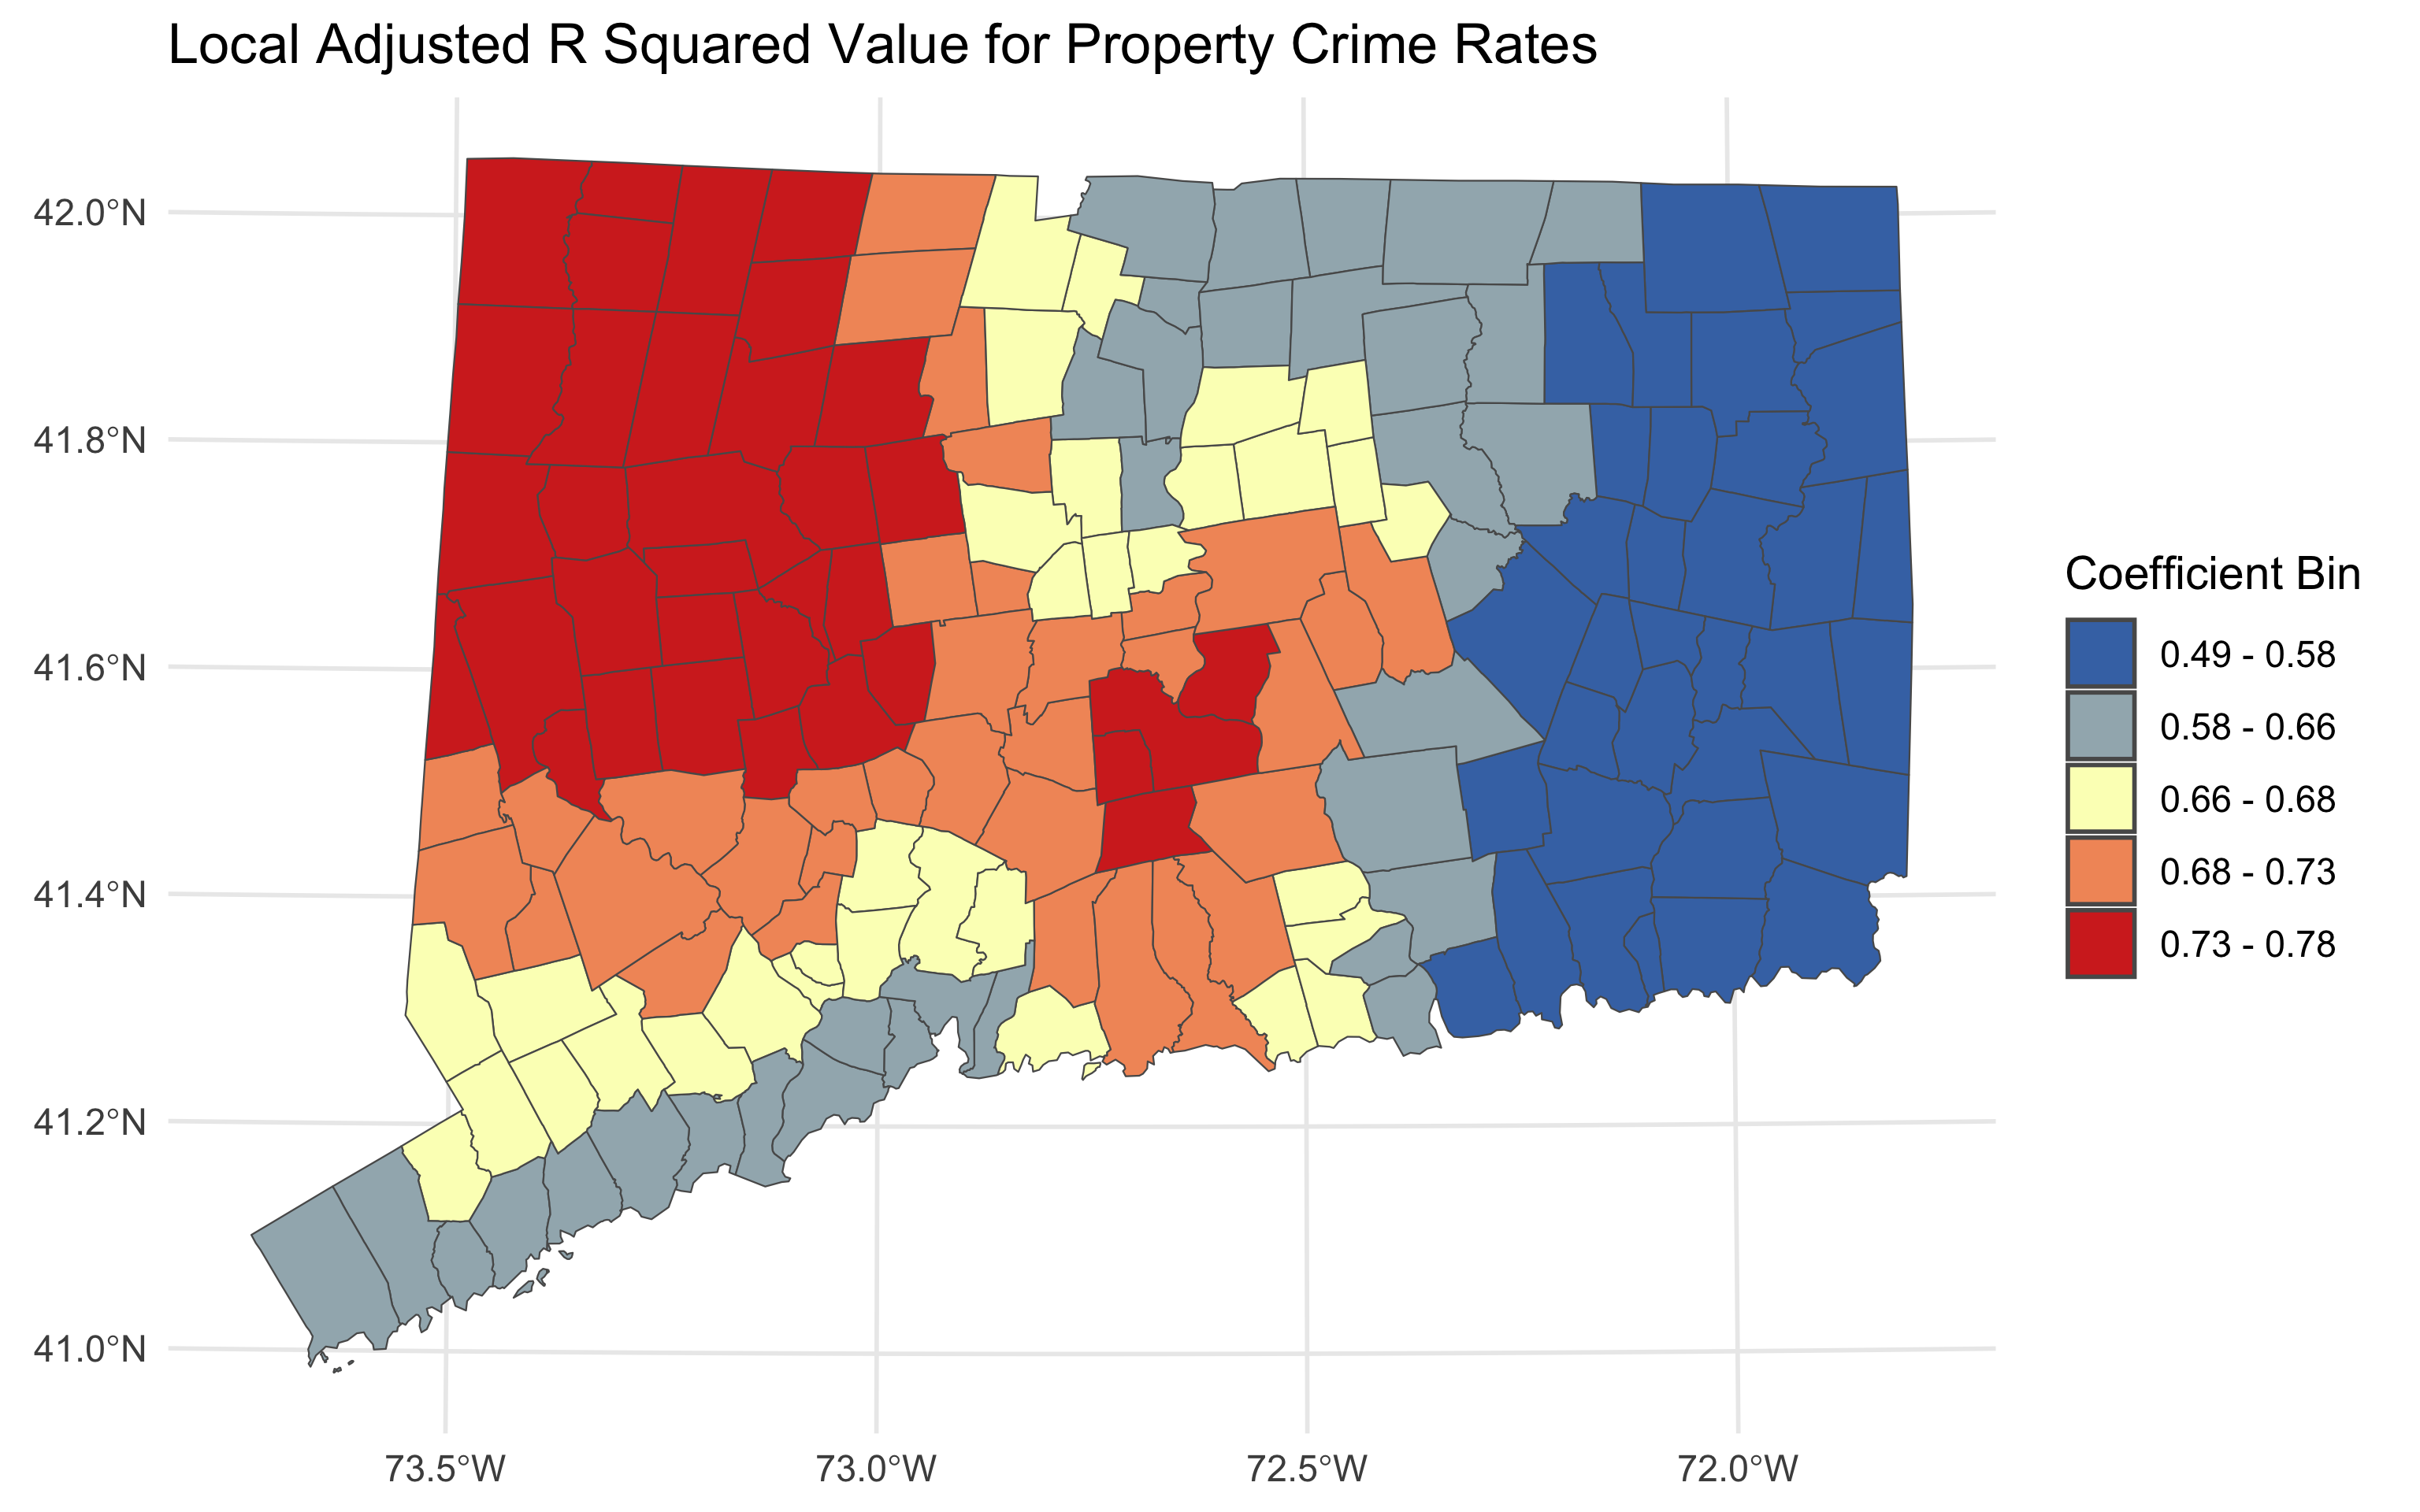 Local Adjusted R Squared Value for Property Crime Rates
42.0°N
41.8°N
41.6°N
41.4°N
41.2°N
41.0°N
73.5°W
73.0°W
72.5°W
72.0°W
Coefficient Bin
0.49 - 0.58
0.58 - 0.66
0.66 - 0.68
0.68 - 0.73
0.73 - 0.78